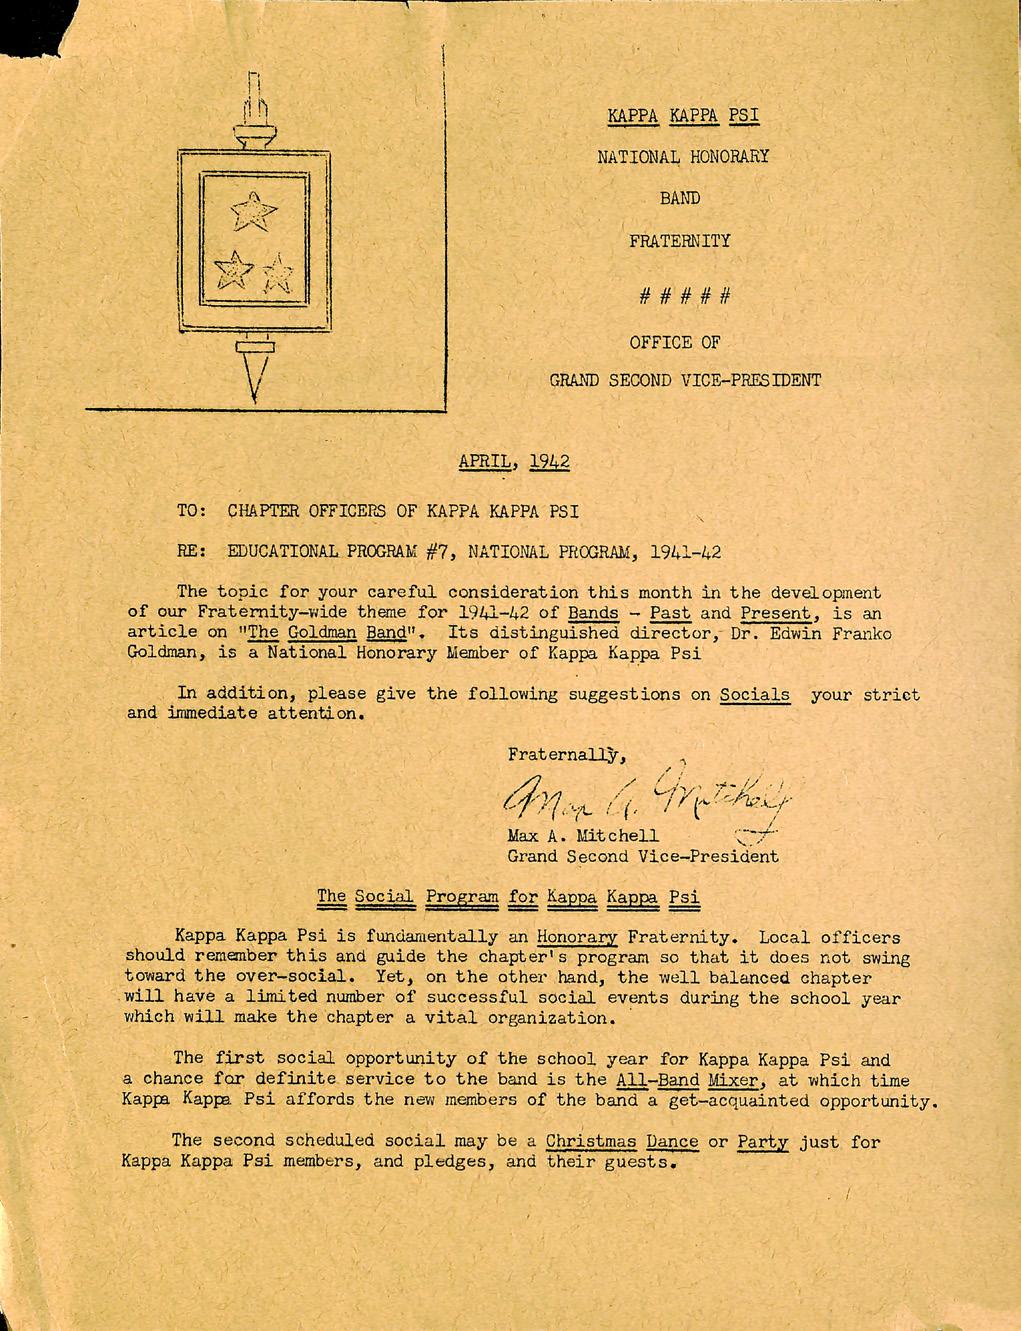 KAPPA KAPPA PSI
NATIONAL HONORARY
BAND
FRATERNITY
# # # # #
OFFICE OF
GRAND SECOND VICE-PRESIDENT
APRIL, 1942
TO: CHAPTER OFFICERS OF KAPPA KAPPA PSI
RE: EDUCATIONAL PROGRAM #7, NATIONAL PROGRAM, 1941-42
The topic for your careful consideration this month in the development
of our Fraternity-wide theme for 1941-42 of Bands - Past and Present, is an
article on "The Goldman Band". Its distinguished director, Dr. Edwin Franko
Goldman, is a National Honorary Member of Kappa Kappa Psi
In addition, please give the following suggestions on Socials your strict
and immediate attention.
Fraternally,
Max A. Mitchell
Max A. Mitchell
Grand Second Vice-President
The Social Program for Kappa Kappa Psi
Kappa Kappa Psi is fundamentally an Honorary Fraternity. Local officers
should remember this and guide the chapter's program so that it does not swing
toward the over-social. Yet, on the other hand, the well balanced chapter
will have a limited number of successful social events during the school year
which will make the chapter a vital organization.
The first social opportunity of the school year for Kappa Kappa Psi and
a chance for definite service to the band is the All-Band Mixer, at which time
Kappa Kappa Psi affords the new members of the band a get-acquainted opportunity.
The second scheduled social may be a Christmas Dance or Party just for
Kappa Kappa Psi members, and pledges, and their guests.